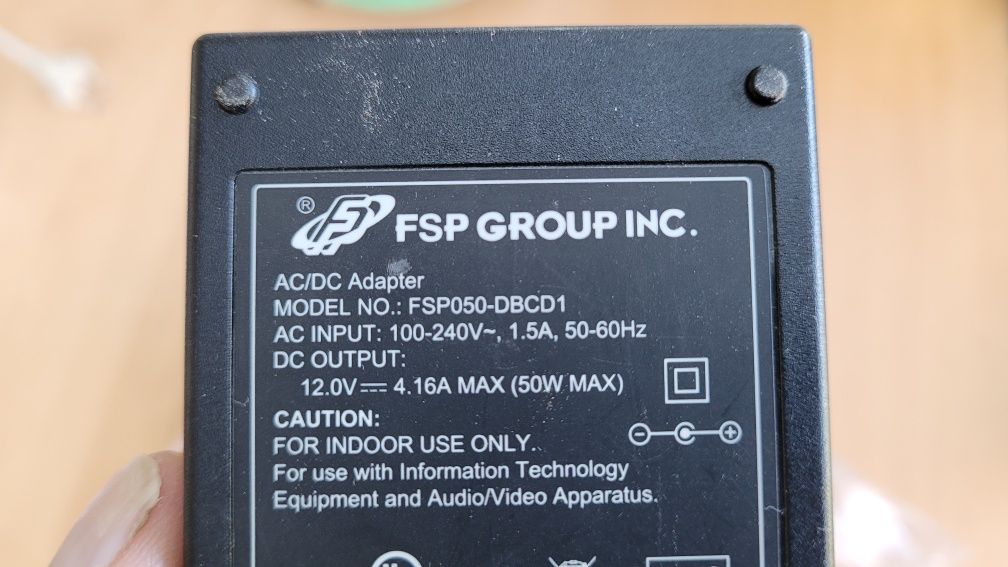 ® FSP GROUP INC.
AC/DC Adapter
MODEL NO.: FSP050-DBCD1
AC INPUT: 100-240V~, 1.5A, 50-60Hz
DC OUTPUT:
12.0V⎓ 4.16A MAX (50W MAX)
CAUTION:
FOR INDOOR USE ONLY.
For use with Information Technology
Equipment and Audio/Video Apparatus.